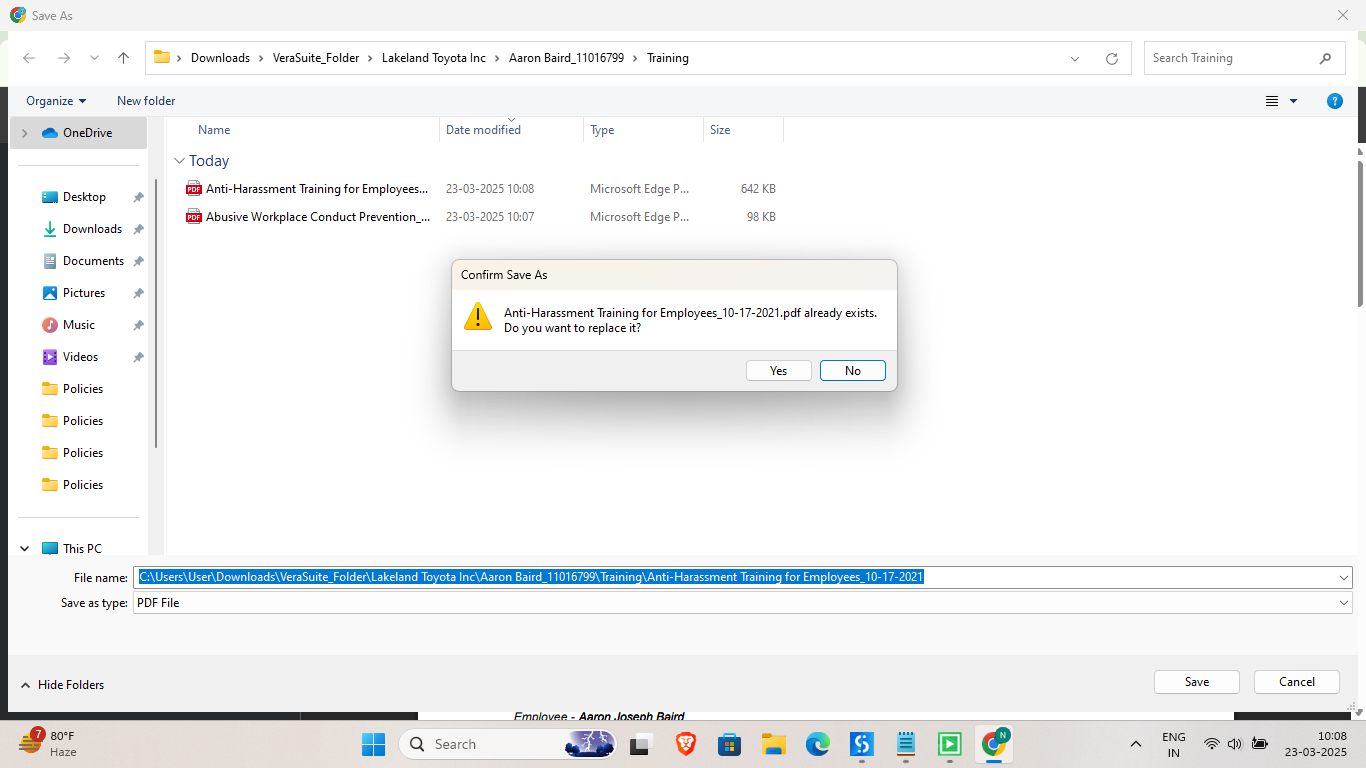 Save As
Downloads > VeraSuite_Folder > Lakeland Toyota Inc > Aaron Baird_11016799 > Training
Search Training
Organize
New folder
?
OneDrive
Desktop
Downloads
Documents
Pictures
Music
Videos
Policies
Policies
Policies
Policies
This PC
Name Date modified Type Size
Today
PDF Anti-Harassment Training for Employees... 23-03-2025 10:08 Microsoft Edge P... 642 KB
PDF Abusive Workplace Conduct Prevention_... 23-03-2025 10:07 Microsoft Edge P... 98 KB
Confirm Save As
Anti-Harassment Training for Employees_10-17-2021.pdf already exists.
Do you want to replace it?
Yes No
File name: C:\Users\User\Downloads\VeraSuite_Folder\Lakeland Toyota Inc\Aaron Baird_11016799\Training\Anti-Harassment Training for Employees_10-17-2021
Save as type: PDF File
Hide Folders
Save Cancel
Employee - Aaron Joseph Baird
7
80°F
Haze
Search
N
ENG
IN
10:08
23-03-2025